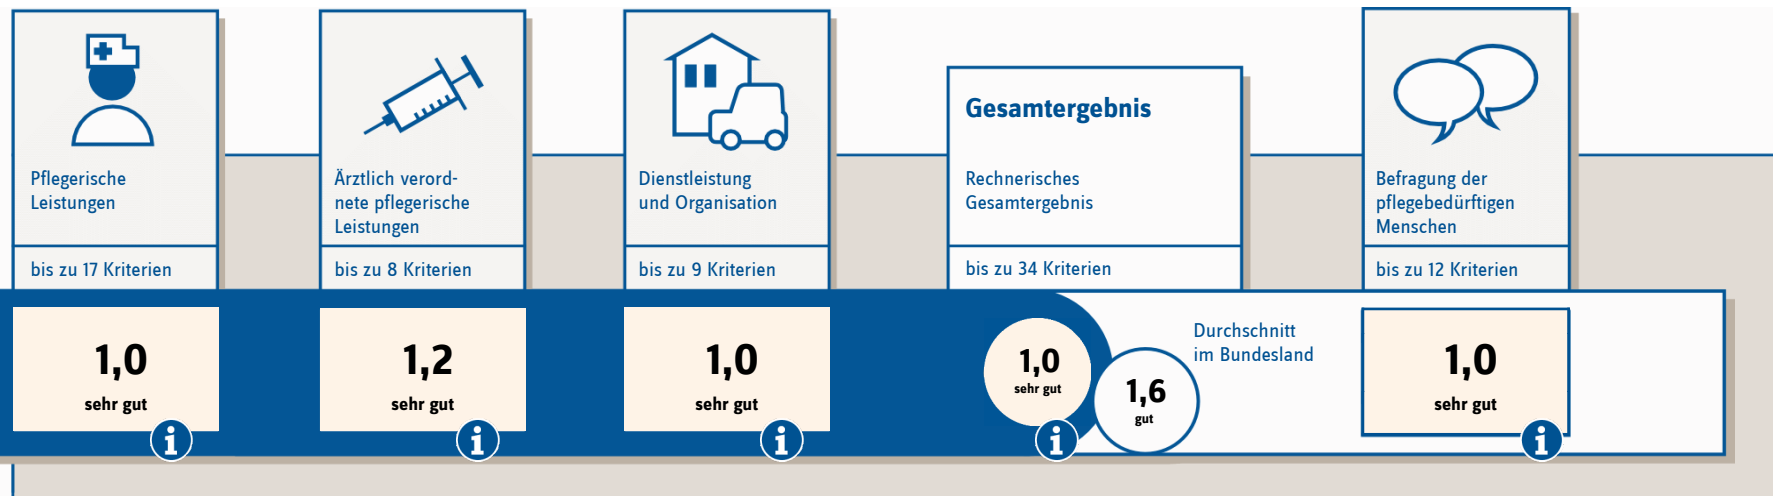 Pflegerische
Leistungen
bis zu 17 Kriterien
1,0
sehr gut
i
Ärztlich verord-
nete pflegerische
Leistungen
bis zu 8 Kriterien
1,2
sehr gut
i
Dienstleistung
und Organisation
bis zu 9 Kriterien
1,0
sehr gut
i
Gesamtergebnis
Rechnerisches
Gesamtergebnis
bis zu 34 Kriterien
1,0
sehr gut
i
1,6
gut
Durchschnitt
im Bundesland
Befragung der
pflegebedürftigen
Menschen
bis zu 12 Kriterien
1,0
sehr gut
i